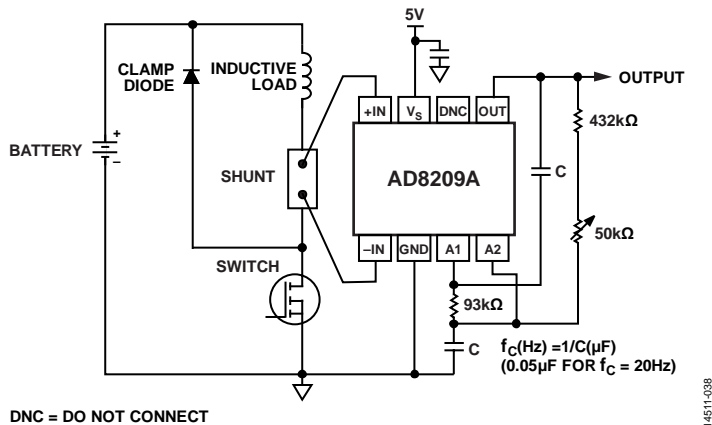 5V
CLAMP
DIODE
INDUCTIVE
LOAD
OUTPUT
+IN
VS
DNC
OUT
432kΩ
BATTERY
+
–
SHUNT
AD8209A
C
50kΩ
–IN
GND
A1
A2
SWITCH
93kΩ
C
fC(Hz) =1/C(µF)
(0.05µF FOR fC = 20Hz)
DNC = DO NOT CONNECT
14511-038